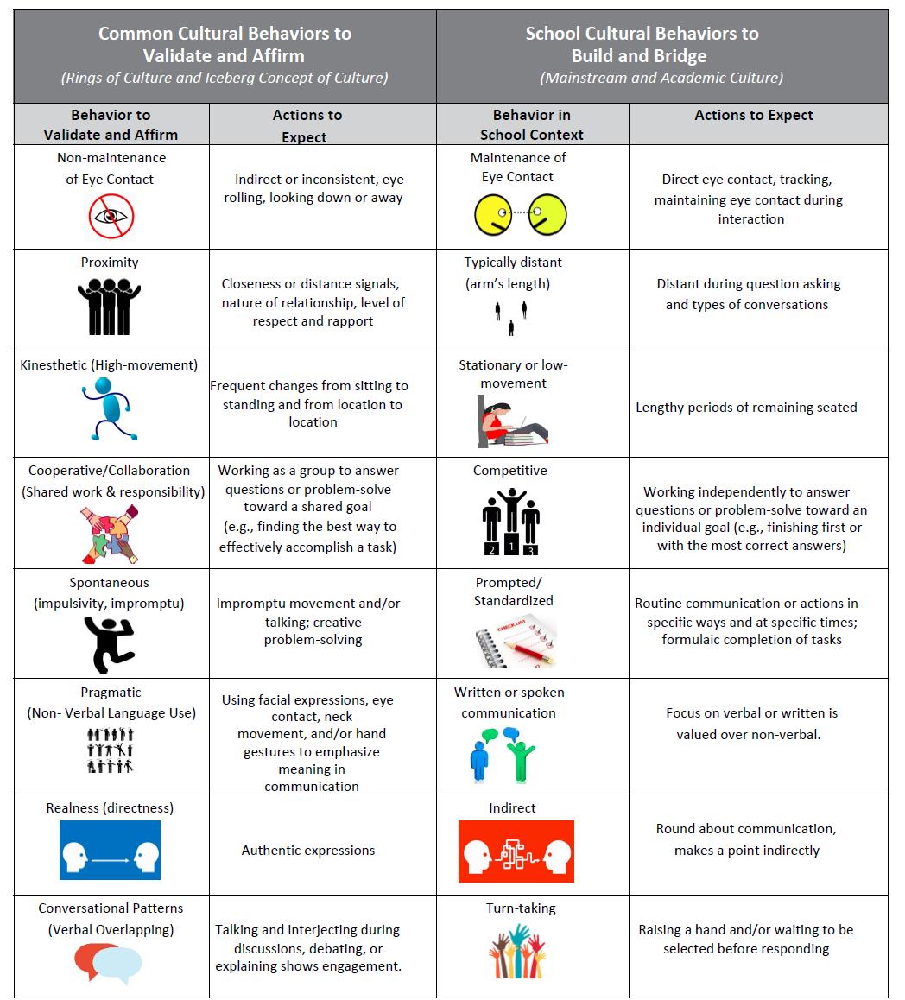 Common Cultural Behaviors to
Validate and Affirm
(Rings of Culture and Iceberg Concept of Culture)
School Cultural Behaviors to
Build and Bridge
(Mainstream and Academic Culture)
Behavior to
Validate and Affirm
Actions to
Expect
Behavior in
School Context
Actions to Expect
Non-maintenance
of Eye Contact
Indirect or inconsistent, eye
rolling, looking down or away
Maintenance of
Eye Contact
Direct eye contact, tracking,
maintaining eye contact during
interaction
Proximity
Closeness or distance signals,
nature of relationship, level of
respect and rapport
Typically distant
(arm's length)
Distant during question asking
and types of conversations
Kinesthetic (High-movement)
Frequent changes from sitting to
standing and from location to
location
Stationary or low-
movement
Lengthy periods of remaining seated
Cooperative/Collaboration
(Shared work & responsibility)
Working as a group to answer
questions or problem-solve
toward a shared goal
(e.g., finding the best way to
effectively accomplish a task)
Competitive
2 1 3
Working independently to answer
questions or problem-solve toward an
individual goal (e.g., finishing first or
with the most correct answers)
Spontaneous
(impulsivity, impromptu)
Impromptu movement and/or
talking; creative
problem-solving
Prompted/
Standardized
CHECK LIST
Routine communication or actions in
specific ways and at specific times;
formulaic completion of tasks
Pragmatic
(Non- Verbal Language Use)
Using facial expressions, eye
contact, neck
movement, and/or hand
gestures to emphasize
meaning in
communication
Written or spoken
communication
Focus on verbal or written is
valued over non-verbal.
Realness (directness)
Authentic expressions
Indirect
Round about communication,
makes a point indirectly
Conversational Patterns
(Verbal Overlapping)
Talking and interjecting during
discussions, debating, or
explaining shows engagement.
Turn-taking
Raising a hand and/or waiting to be
selected before responding